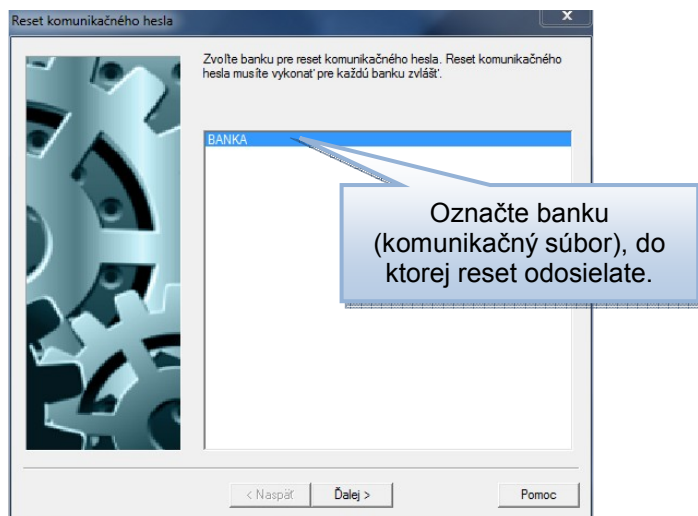 Reset komunikačného hesla
x
Zvoľte banku pre reset komunikačného hesla. Reset komunikačného
hesla musíte vykonať pre každú banku zvlášť.
BANKA
Označte banku
(komunikačný súbor), do
ktorej reset odosielate.
< Naspäť
Ďalej >
Pomoc